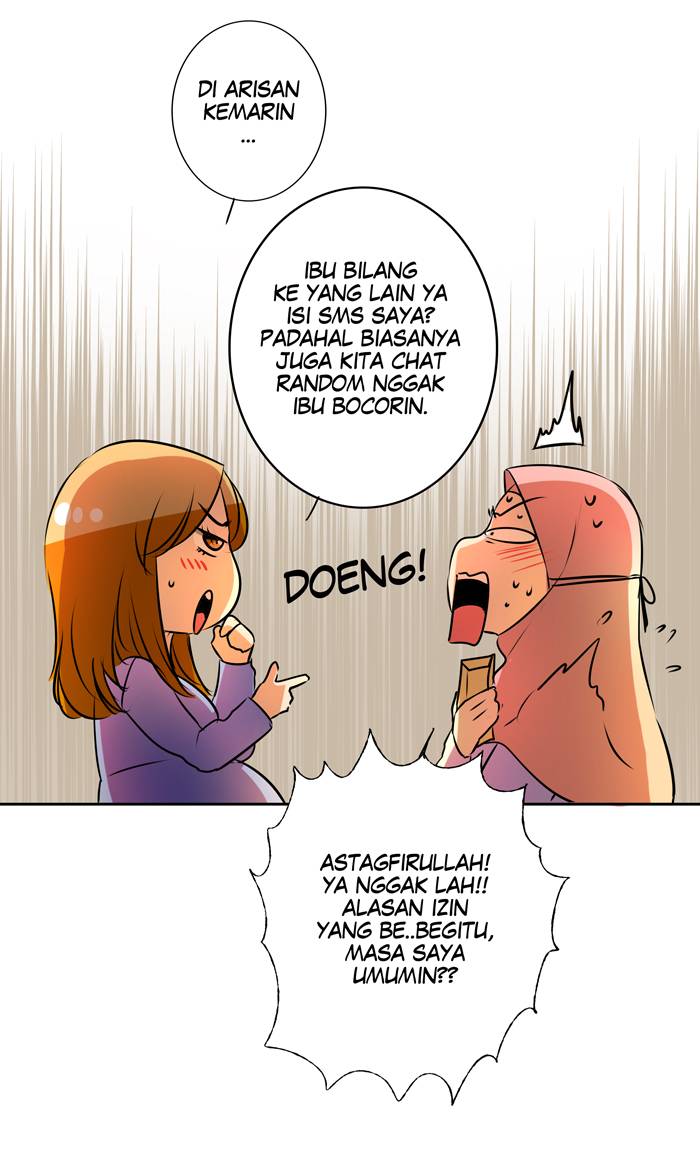 DI ARISAN
KEMARIN
...
IBU BILANG
KE YANG LAIN YA
ISI SMS SAYA?
PADAHAL BIASANYA
JUGA KITA CHAT
RANDOM NGGAK
IBU BOCORIN.
DOENG!
ASTAGFIRULLAH!
YA NGGAK LAH!!
ALASAN IZIN
YANG BE..BEGITU,
MASA SAYA
UMUMIN??